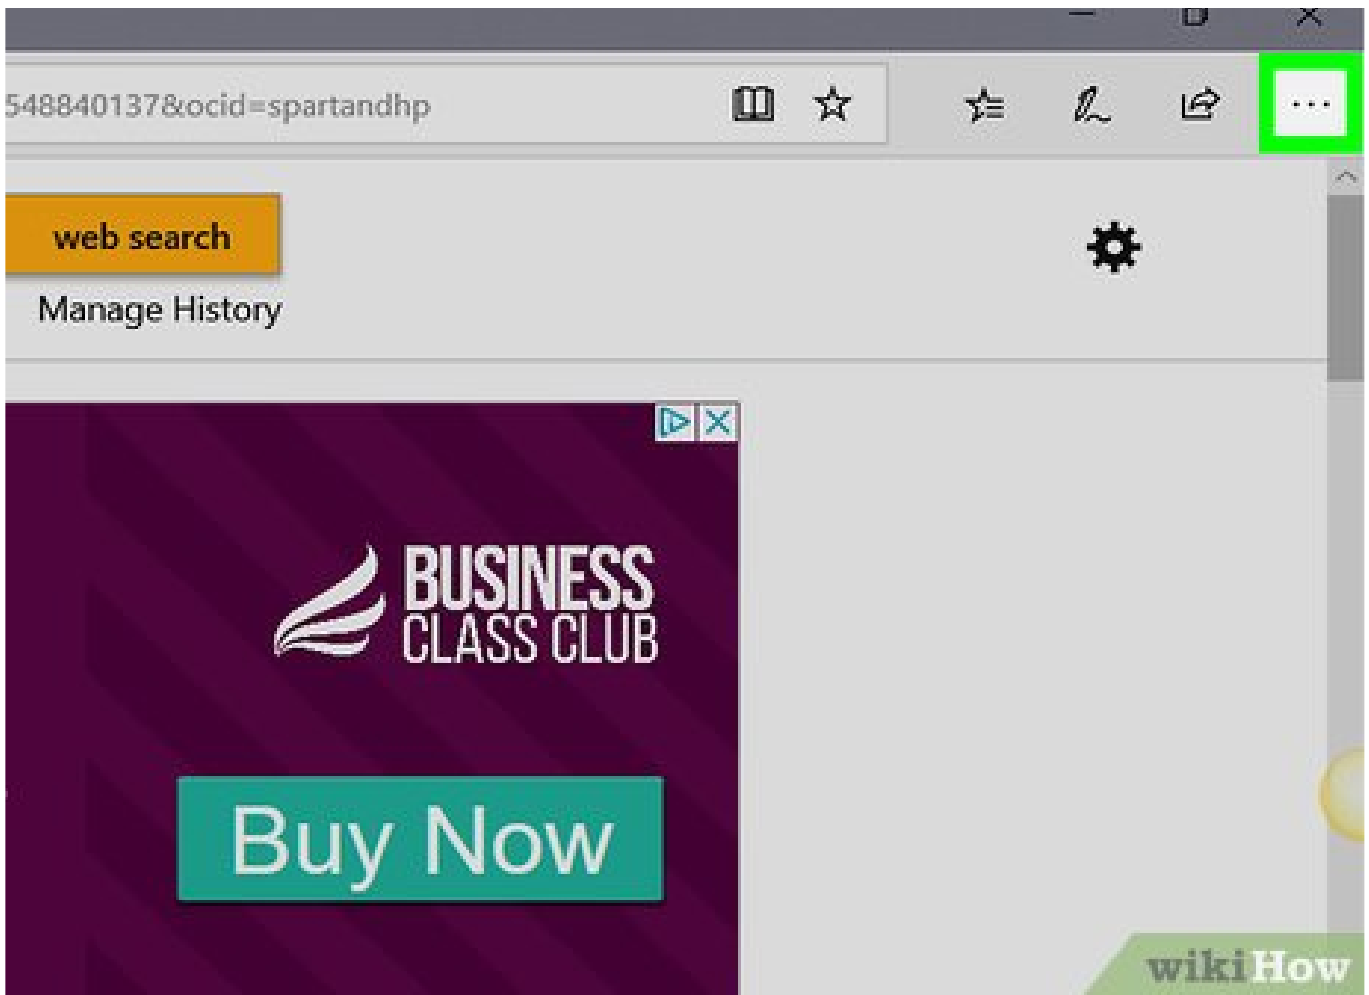 548840137&ocid=spartandhp
web search
Manage History
BUSINESS
CLASS CLUB
Buy Now
wikiHow